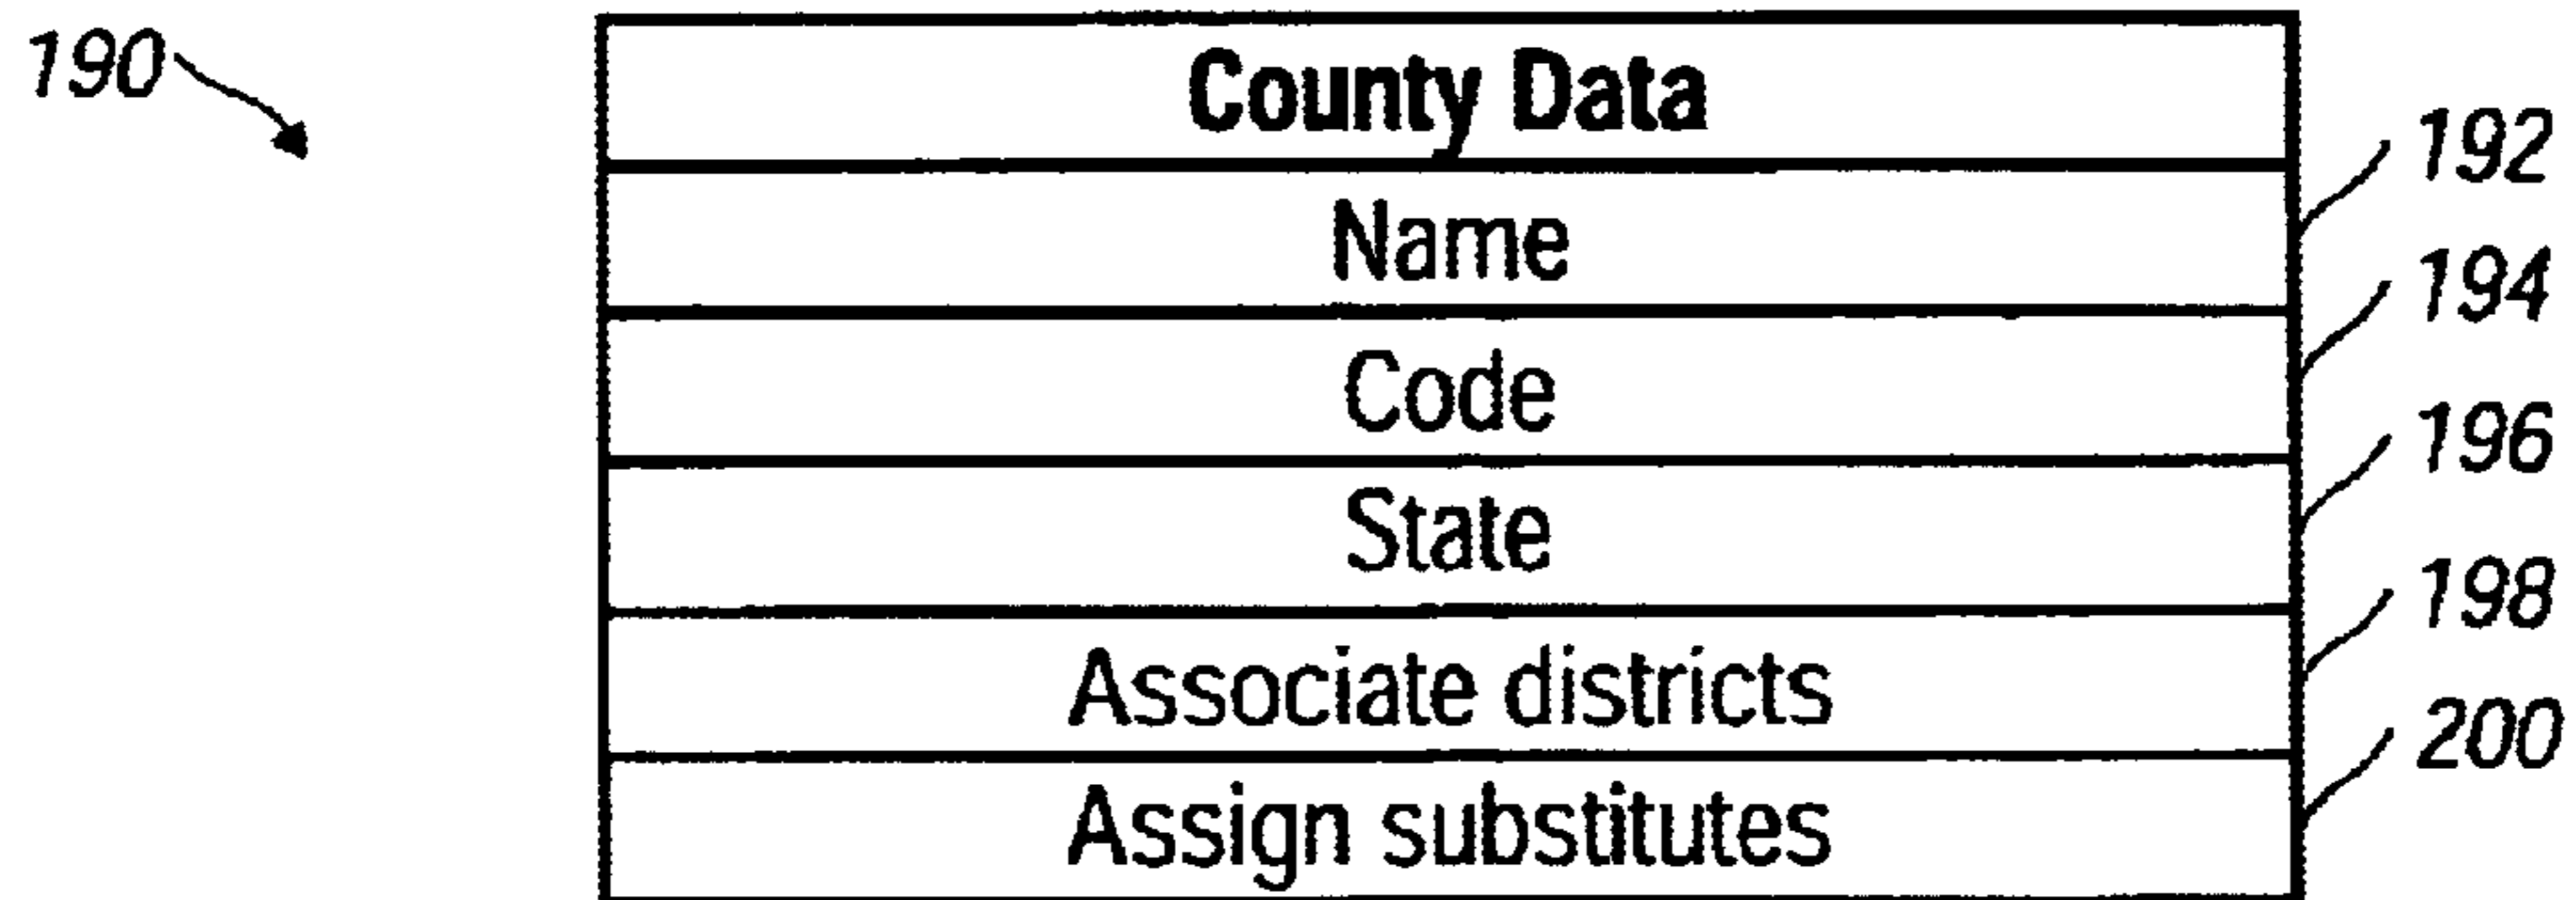 190
County Data
192
Name
194
Code
196
State
198
Associate districts
200
Assign substitutes